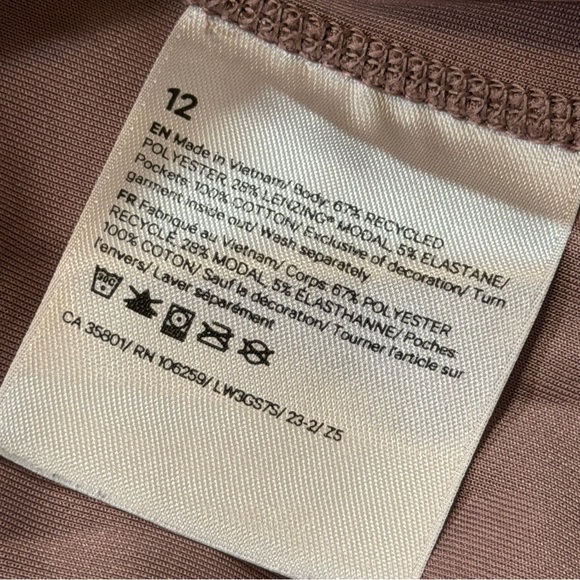 12
EN Made in Vietnam/ Body: 67% RECYCLED
POLYESTER, 28% LENZING® MODAL, 5% ELASTANE/
Pockets: 100% COTTON/ Exclusive of decoration/ Turn
garment inside out/ Wash separately
FR Fabriqué au Vietnam/ Corps: 67% POLYESTER
RECYCLÉ, 28% MODAL, 5% ÉLASTHANNE/ Poches:
100% COTON/ Sauf la décoration/ Tourner l'article sur
l'envers/ Laver séparément
CA 35801/ RN 106259/ LW3GS7S/ 23-2/ Z5